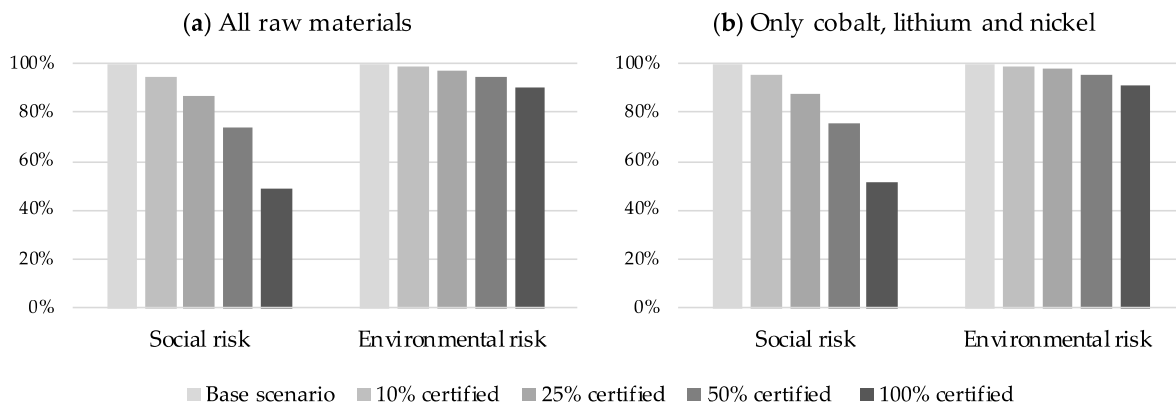 (a) All raw materials
100%
80%
60%
40%
20%
0%
Social risk
Environmental risk
(b) Only cobalt, lithium and nickel
100%
80%
60%
40%
20%
0%
Social risk
Environmental risk
Base scenario 10% certified 25% certified 50% certified 100% certified